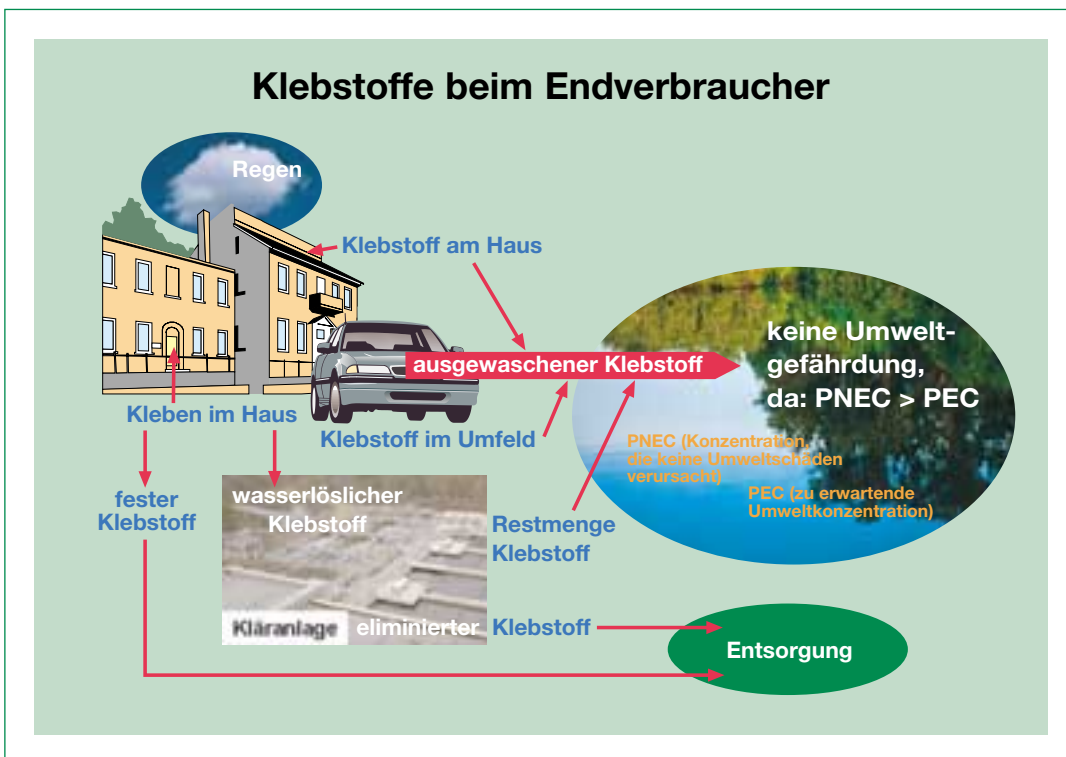 Klebstoffe beim Endverbraucher
Regen
Klebstoff am Haus
ausgewaschener Klebstoff
keine Umwelt-
gefährdung,
da: PNEC > PEC
Kleben im Haus
Klebstoff im Umfeld
PNEC (Konzentration,
die keine Umweltschäden
verursacht)
PEC (zu erwartende
Umweltkonzentration)
fester
Klebstoff
wasserlöslicher
Klebstoff
Restmenge
Klebstoff
Kläranlage eliminierter Klebstoff
Entsorgung